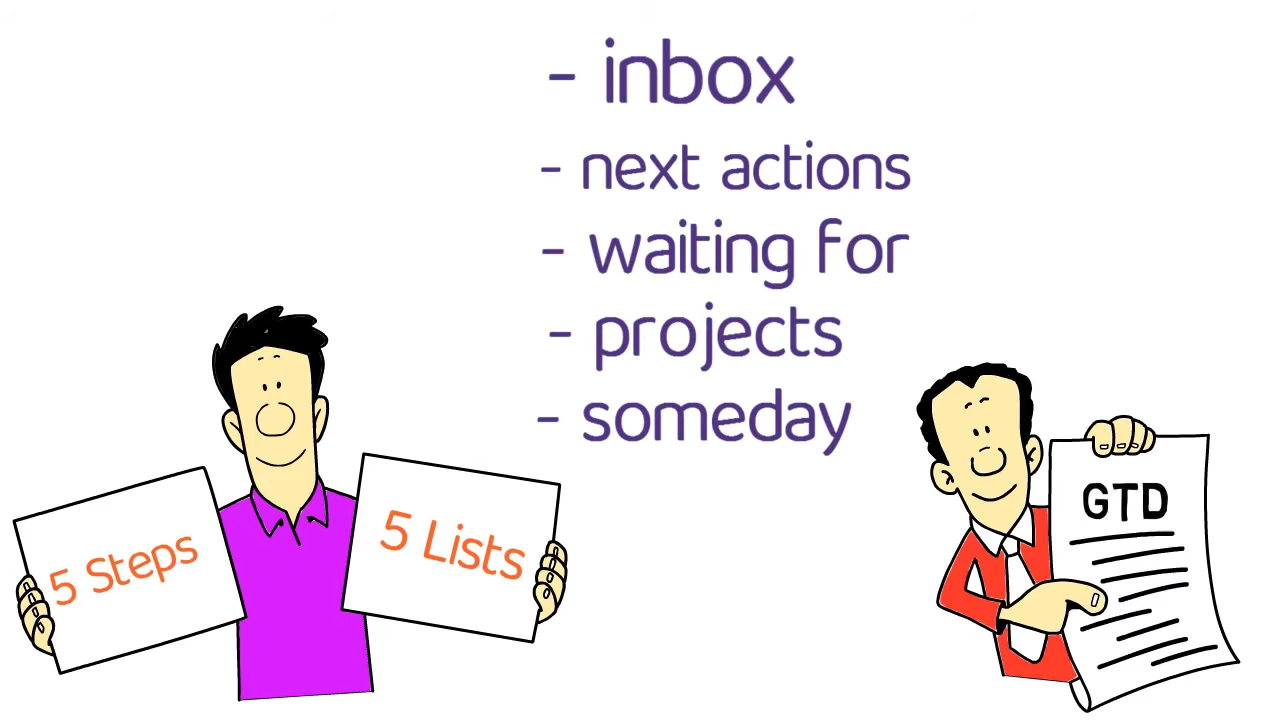 - inbox
- next actions
- waiting for
- projects
- someday
5 Steps
5 Lists
GTD